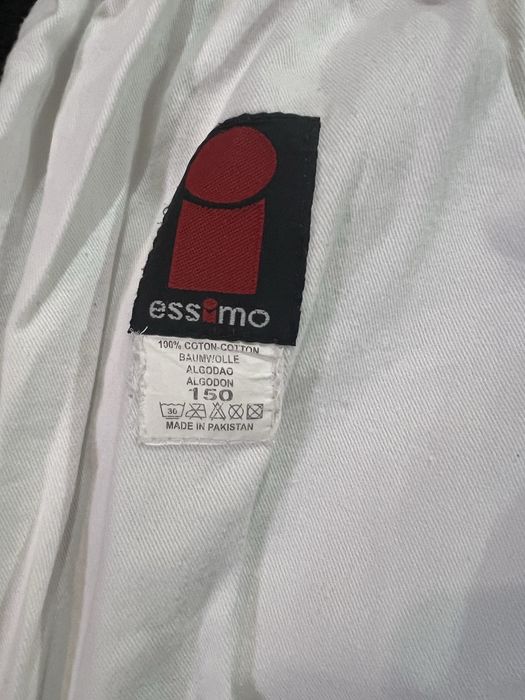 essimo
100% COTON-COTTON
BAUMWOLLE
ALGODAO
ALGODON
150
30
MADE IN PAKISTAN